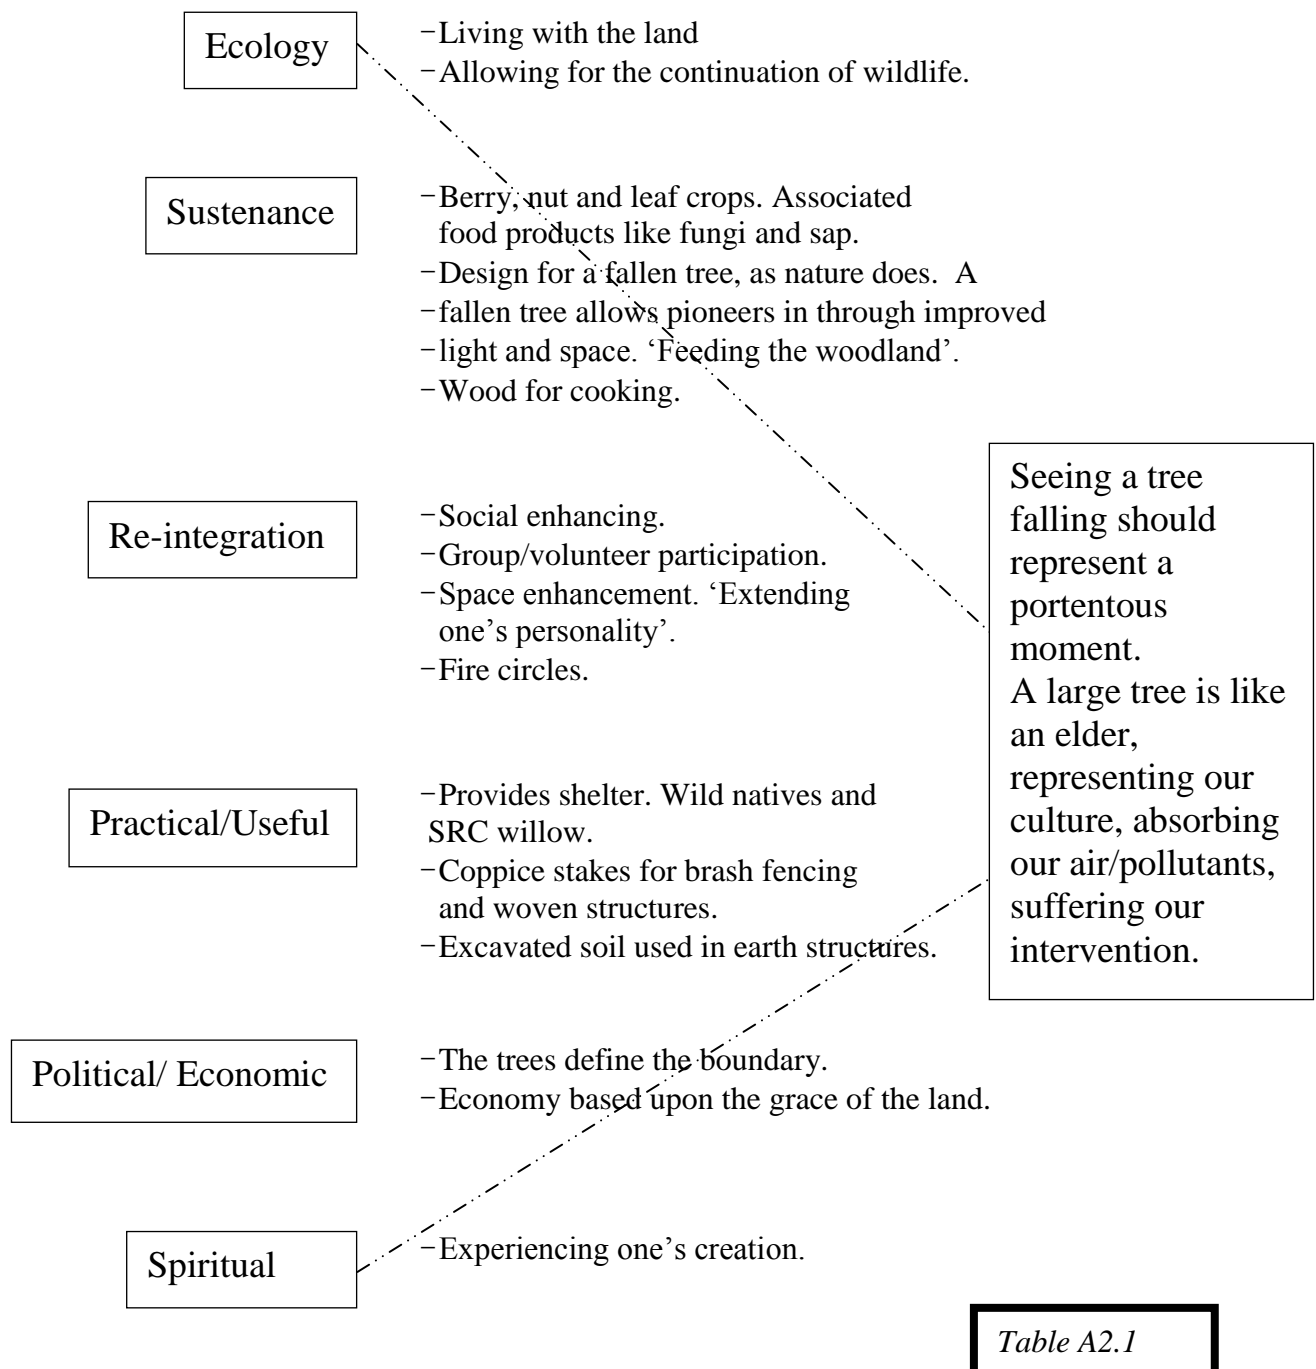 Ecology
–Living with the land
–Allowing for the continuation of wildlife.
Sustenance
–Berry, nut and leaf crops. Associated
food products like fungi and sap.
–Design for a fallen tree, as nature does.  A
–fallen tree allows pioneers in through improved
–light and space. ‘Feeding the woodland’.
–Wood for cooking.
Re-integration
–Social enhancing.
–Group/volunteer participation.
–Space enhancement. ‘Extending
one’s personality’.
–Fire circles.
Practical/Useful
–Provides shelter. Wild natives and
SRC willow.
–Coppice stakes for brash fencing
and woven structures.
–Excavated soil used in earth structures.
Political/ Economic
–The trees define the boundary.
–Economy based upon the grace of the land.
Spiritual
–Experiencing one’s creation.
Seeing a tree
falling should
represent a
portentous
moment.
A large tree is like
an elder,
representing our
culture, absorbing
our air/pollutants,
suffering our
intervention.
Table A2.1